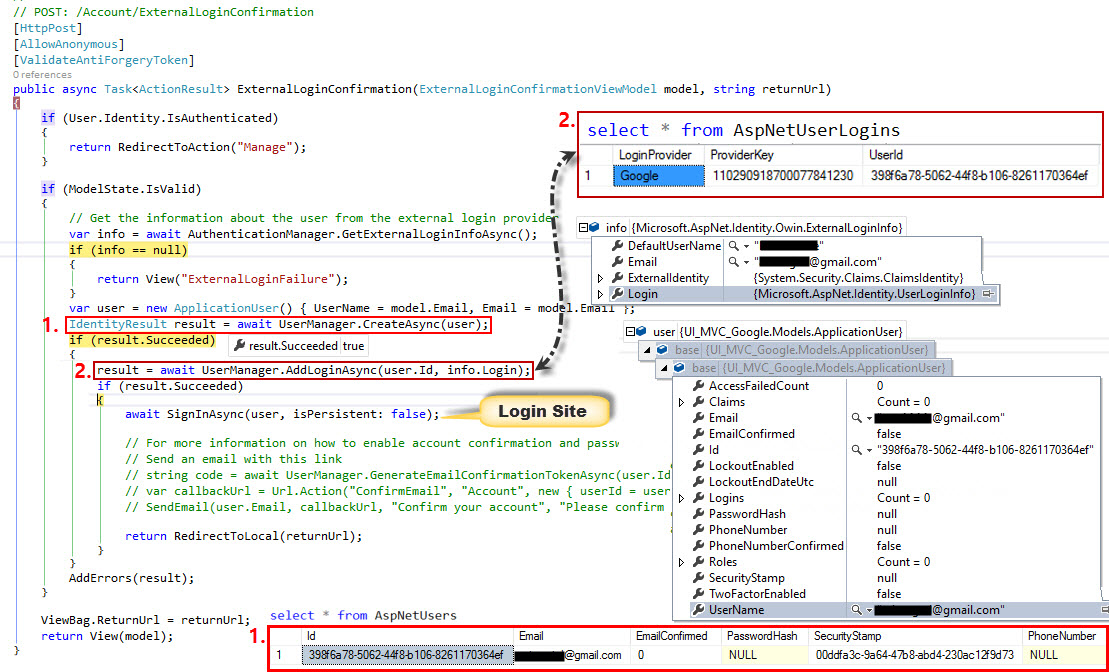 // POST: /Account/ExternalLoginConfirmation
[HttpPost]
[AllowAnonymous]
[ValidateAntiForgeryToken]
0 references
public async Task<ActionResult> ExternalLoginConfirmation(ExternalLoginConfirmationViewModel model, string returnUrl)
{
if (User.Identity.IsAuthenticated)
{
return RedirectToAction("Manage");
}
if (ModelState.IsValid)
{
// Get the information about the user from the external login provider
var info = await AuthenticationManager.GetExternalLoginInfoAsync();
if (info == null)
{
return View("ExternalLoginFailure");
}
var user = new ApplicationUser() { UserName = model.Email, Email = model.Email };
1. IdentityResult result = await UserManager.CreateAsync(user);
if (result.Succeeded)
result.Succeeded true
{
2. result = await UserManager.AddLoginAsync(user.Id, info.Login);
if (result.Succeeded)
{
await SignInAsync(user, isPersistent: false);
Login Site
// For more information on how to enable account confirmation and passw
// Send an email with this link
// string code = await UserManager.GenerateEmailConfirmationTokenAsync(user.Id
// var callbackUrl = Url.Action("ConfirmEmail", "Account", new { userId = user
// SendEmail(user.Email, callbackUrl, "Confirm your account", "Please confirm
return RedirectToLocal(returnUrl);
}
}
AddErrors(result);
}
ViewBag.ReturnUrl = returnUrl;
return View(model);
}
2. select * from AspNetUserLogins
LoginProvider ProviderKey UserId
1 Google 110290918700077841230 398f6a78-5062-44f8-b106-8261170364ef
info {Microsoft.AspNet.Identity.Owin.ExternalLoginInfo}
DefaultUserName " "
Email " @gmail.com"
ExternalIdentity {System.Security.Claims.ClaimsIdentity}
Login {Microsoft.AspNet.Identity.UserLoginInfo}
user {UI_MVC_Google.Models.ApplicationUser}
base {UI_MVC_Google.Models.ApplicationUser}
base {UI_MVC_Google.Models.ApplicationUser}
AccessFailedCount 0
Claims Count = 0
Email @gmail.com"
EmailConfirmed false
Id "398f6a78-5062-44f8-b106-8261170364ef"
LockoutEnabled false
LockoutEndDateUtc null
Logins Count = 0
PasswordHash null
PhoneNumber null
PhoneNumberConfirmed false
Roles Count = 0
SecurityStamp null
TwoFactorEnabled false
UserName @gmail.com"
select * from AspNetUsers
1. Id Email EmailConfirmed PasswordHash SecurityStamp PhoneNumber
1 398f6a78-5062-44f8-b106-8261170364ef @gmail.com 0 NULL 00ddfa3c-9a64-47b8-abd4-230ac12f9d73 NULL